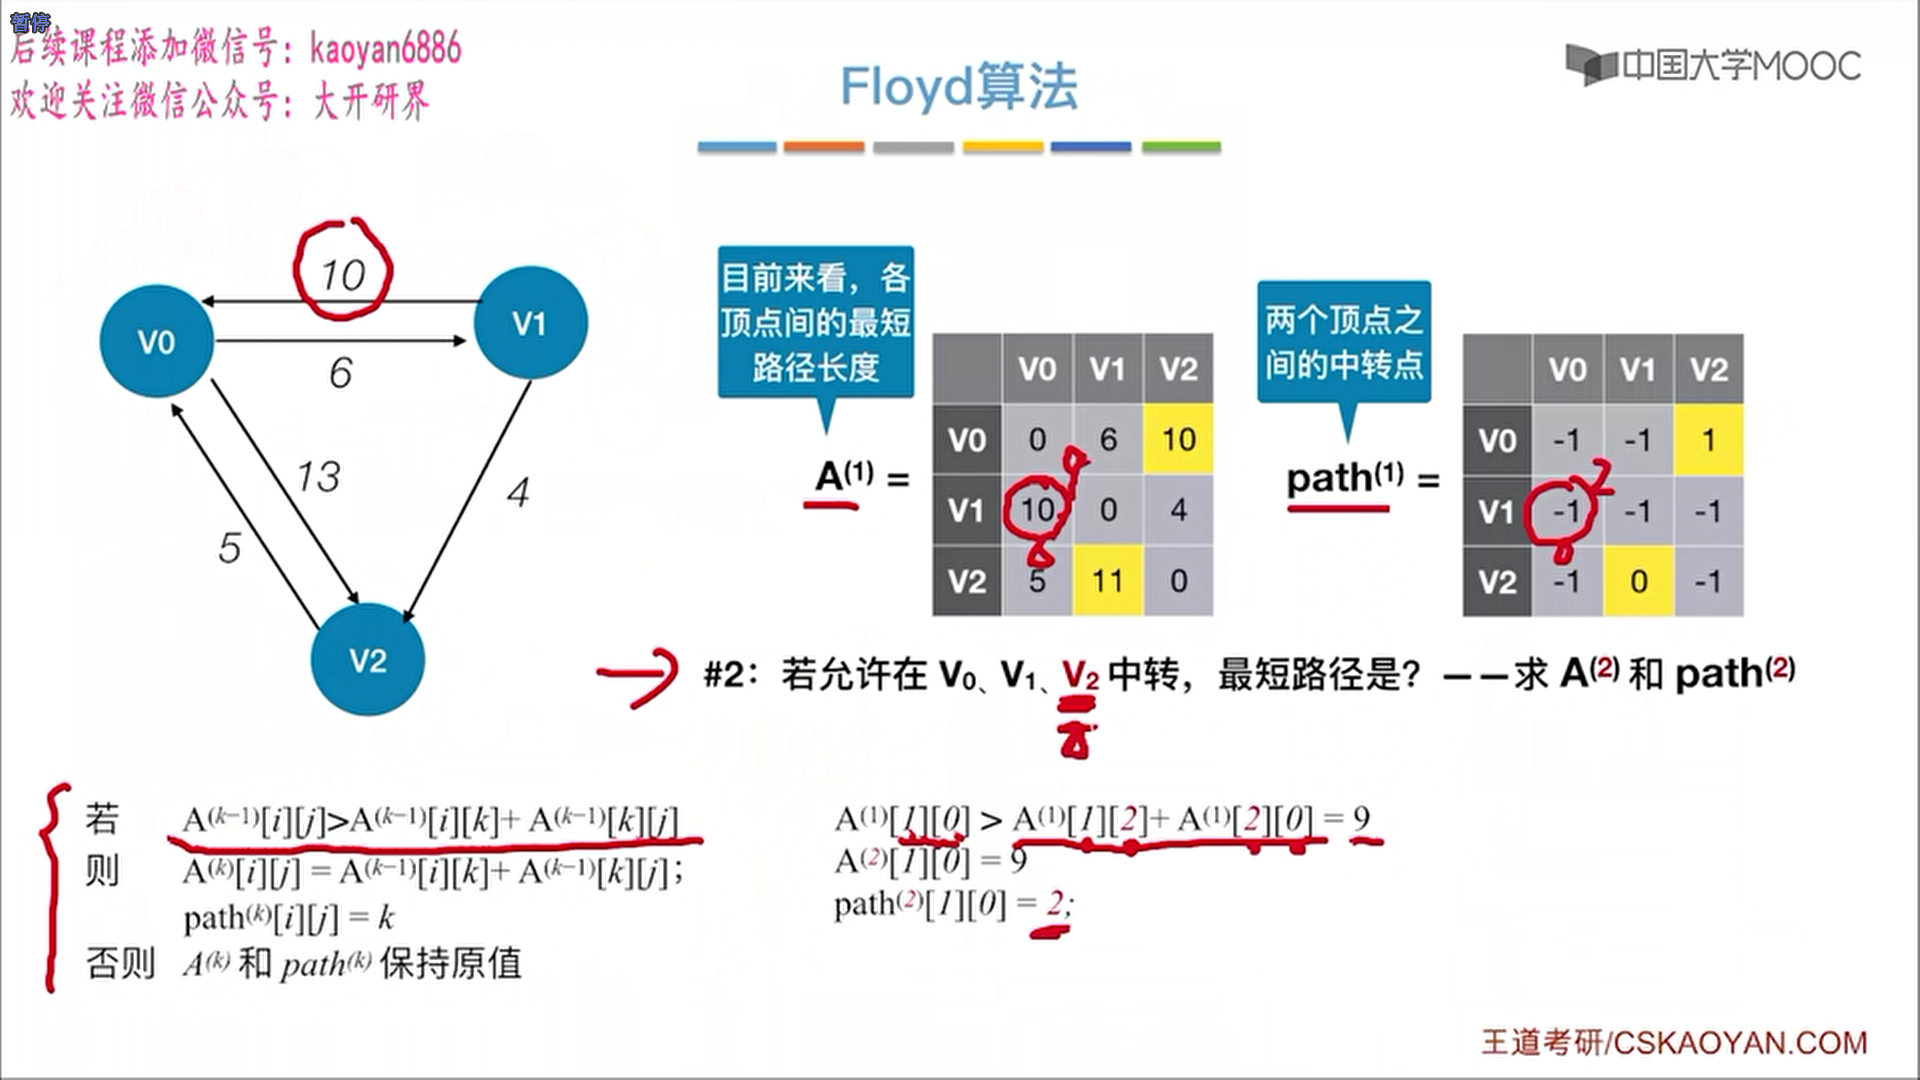 暂停
后续课程添加微信号：kaoyan6886
欢迎关注微信公众号：大开研界
中国大学MOOC
Floyd算法
10
V0
V1
6
13
4
5
V2
目前来看，各
顶点间的最短
路径长度
A(1) =
V0 V1 V2
V0 0 6 10
V1 10 0 4
V2 5 11 0
两个顶点之
间的中转点
path(1) =
V0 V1 V2
V0 -1 -1 1
V1 -1 -1 -1
V2 -1 0 -1
#2：若允许在 V0、V1、V2 中转，最短路径是？——求 A(2) 和 path(2)
若 A(k−1)[i][j]>A(k−1)[i][k]+ A(k−1)[k][j]
则 A(k)[i][j] = A(k−1)[i][k]+ A(k−1)[k][j]；
path(k)[i][j] = k
否则 A(k) 和 path(k) 保持原值
A(1)[1][0] > A(1)[1][2]+ A(1)[2][0] = 9
A(2)[1][0] = 9
path(2)[1][0] = 2;
王道考研/CSKAOYAN.COM